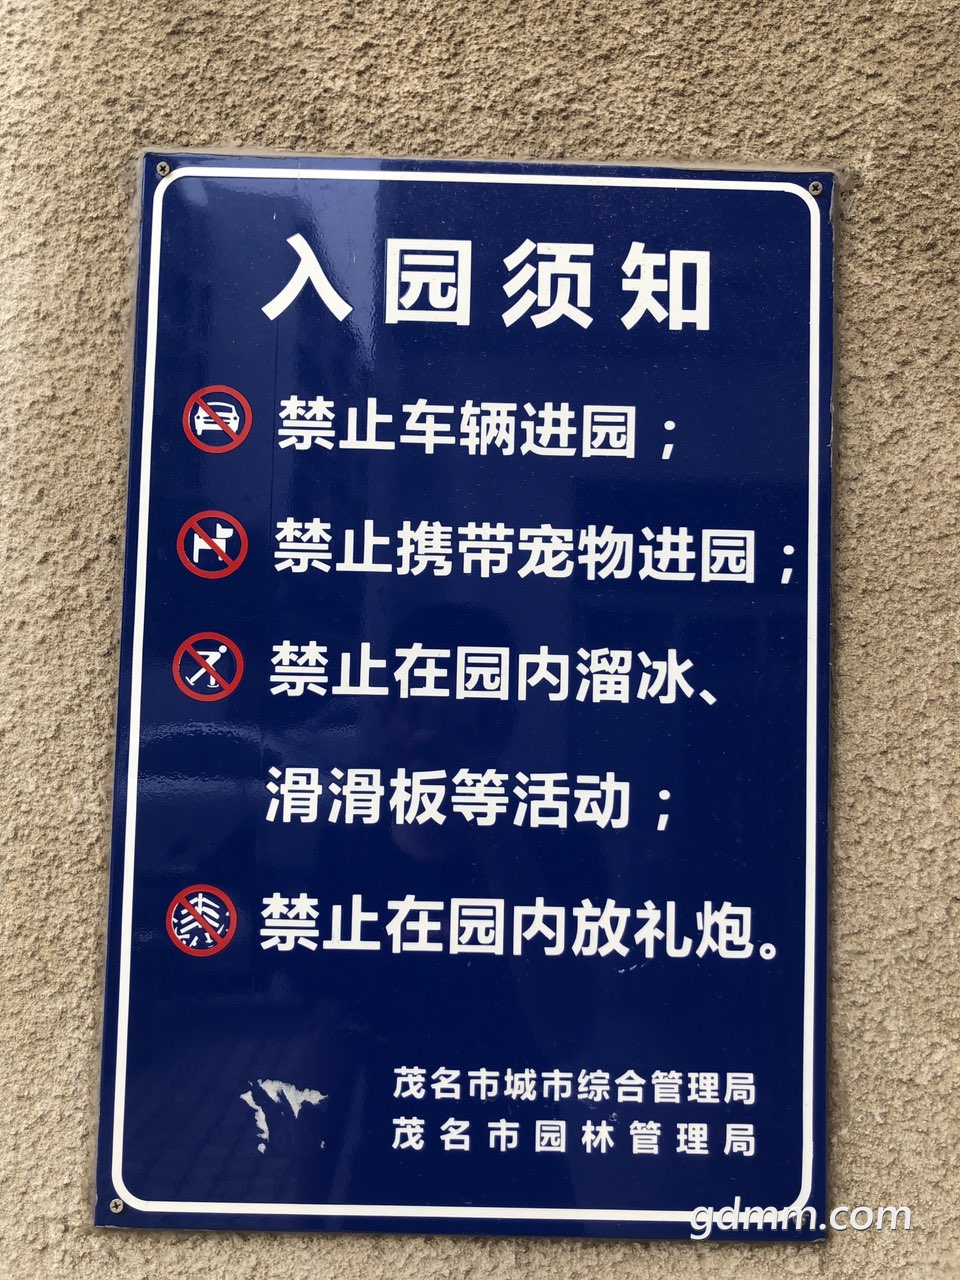 入园须知
禁止车辆进园；
禁止携带宠物进园；
禁止在园内溜冰、
滑滑板等活动；
禁止在园内放礼炮。
茂名市城市综合管理局
茂名市园林管理局
gdmm.com